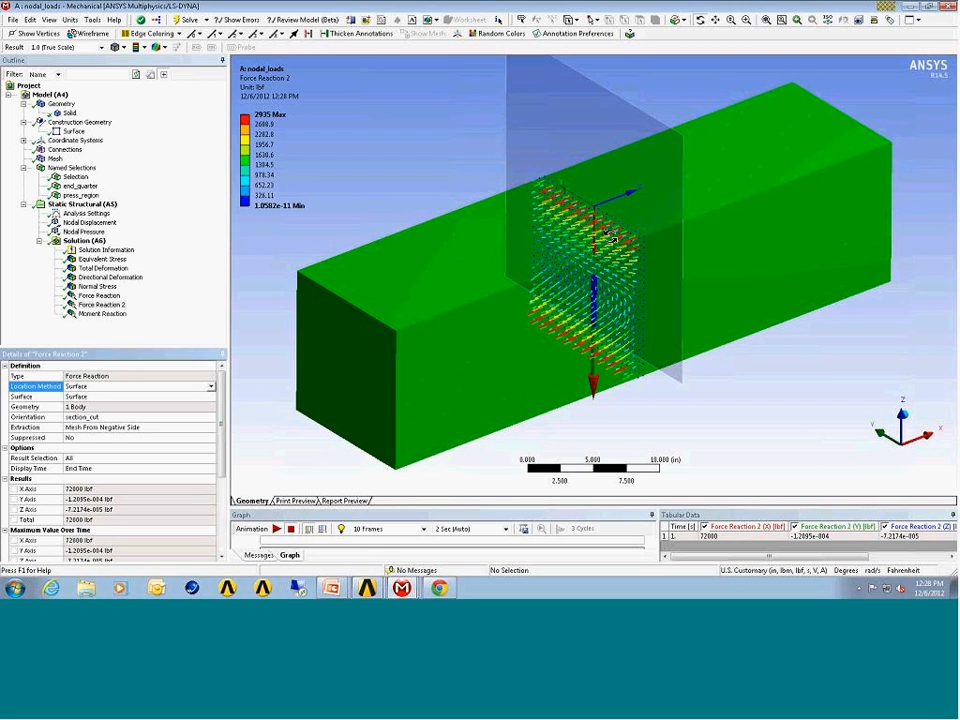 A : nodal_loads - Mechanical [ANSYS Multiphysics/LS-DYNA]
File Edit View Units Tools Help Solve ?/ Show Errors ?/ Review Model (Beta) Worksheet
Show Vertices Wireframe Edge Coloring Thicken Annotations Show Mesh Random Colors Annotation Preferences
Result 1.0 (True Scale) Probe
Outline
Filter: Name
Project
Model (A4)
Geometry
Solid
Construction Geometry
Surface
Coordinate Systems
Connections
Mesh
Named Selections
Selection
end_quarter
press_region
Static Structural (A5)
Analysis Settings
Nodal Displacement
Nodal Pressure
Solution (A6)
Solution Information
Equivalent Stress
Total Deformation
Directional Deformation
Normal Stress
Force Reaction
Force Reaction 2
Moment Reaction
Details of "Force Reaction 2"
Definition
Type Force Reaction
Location Method Surface
Surface Surface
Geometry 1 Body
Orientation section_cut
Extraction Mesh From Negative Side
Suppressed No
Options
Result Selection All
Display Time End Time
Results
X Axis 72000 lbf
Y Axis -1.2095e-004 lbf
Z Axis -7.2174e-005 lbf
Total 72000 lbf
Maximum Value Over Time
X Axis 72000 lbf
Y Axis -1.2095e-004 lbf
Z Axis -7.2174e-005 lbf
A: nodal_loads
Force Reaction 2
Unit: lbf
12/6/2012 12:28 PM
2935 Max
2608.9
2282.8
1956.7
1630.6
1304.5
978.34
652.23
326.11
1.0582e-11 Min
ANSYS
R14.5
Z
Y
X
0.000 5.000 10.000 (in)
2.500 7.500
Geometry Print Preview Report Preview
Graph
Animation 10 Frames 2 Sec (Auto) 3 Cycles
Messages Graph
Tabular Data
Time [s] Force Reaction 2 (X) [lbf] Force Reaction 2 (Y) [lbf] Force Reaction 2 (Z) [l
1 1. 72000 -1.2095e-004 -7.2174e-005
Press F1 for Help No Messages No Selection U.S. Customary (in, lbm, lbf, s, V, A) Degrees rad/s Fahrenheit
12:28 PM
12/6/2012